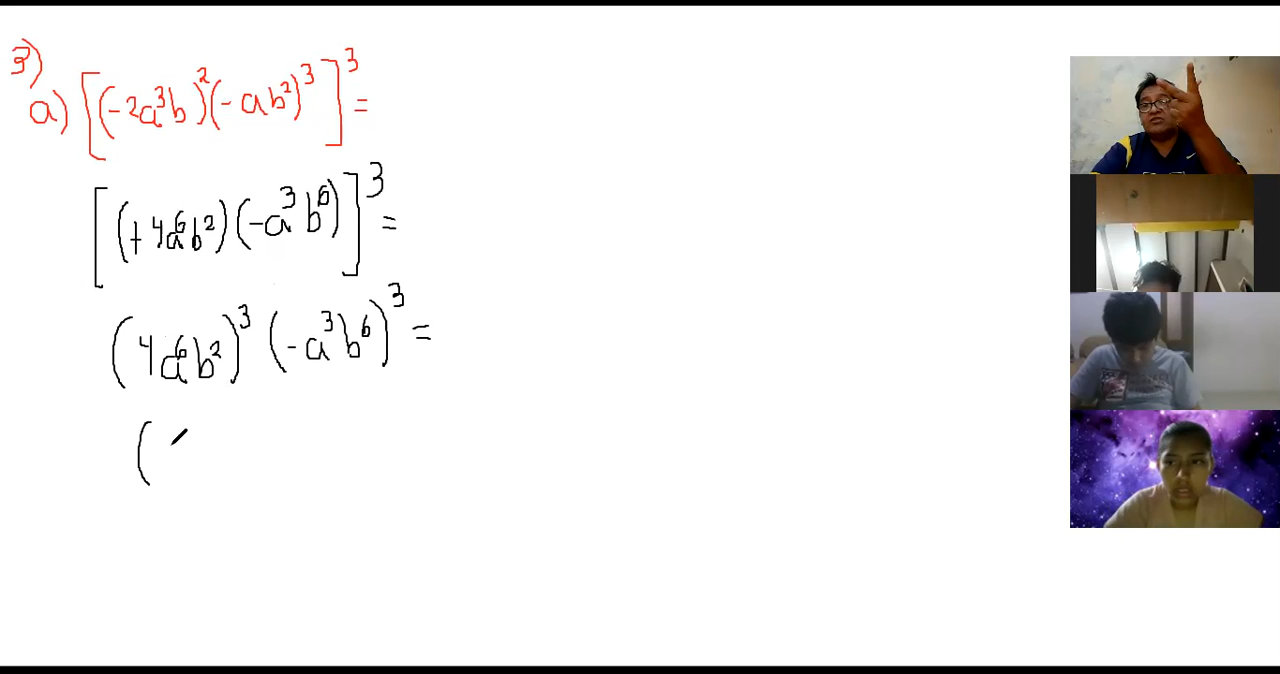 3)
a) [(-2a³b)²(-ab²)³]³ =
[(+4a⁶b²)(-a³b⁶)]³ =
(4a⁶b²)³(-a³b⁶)³ =
(